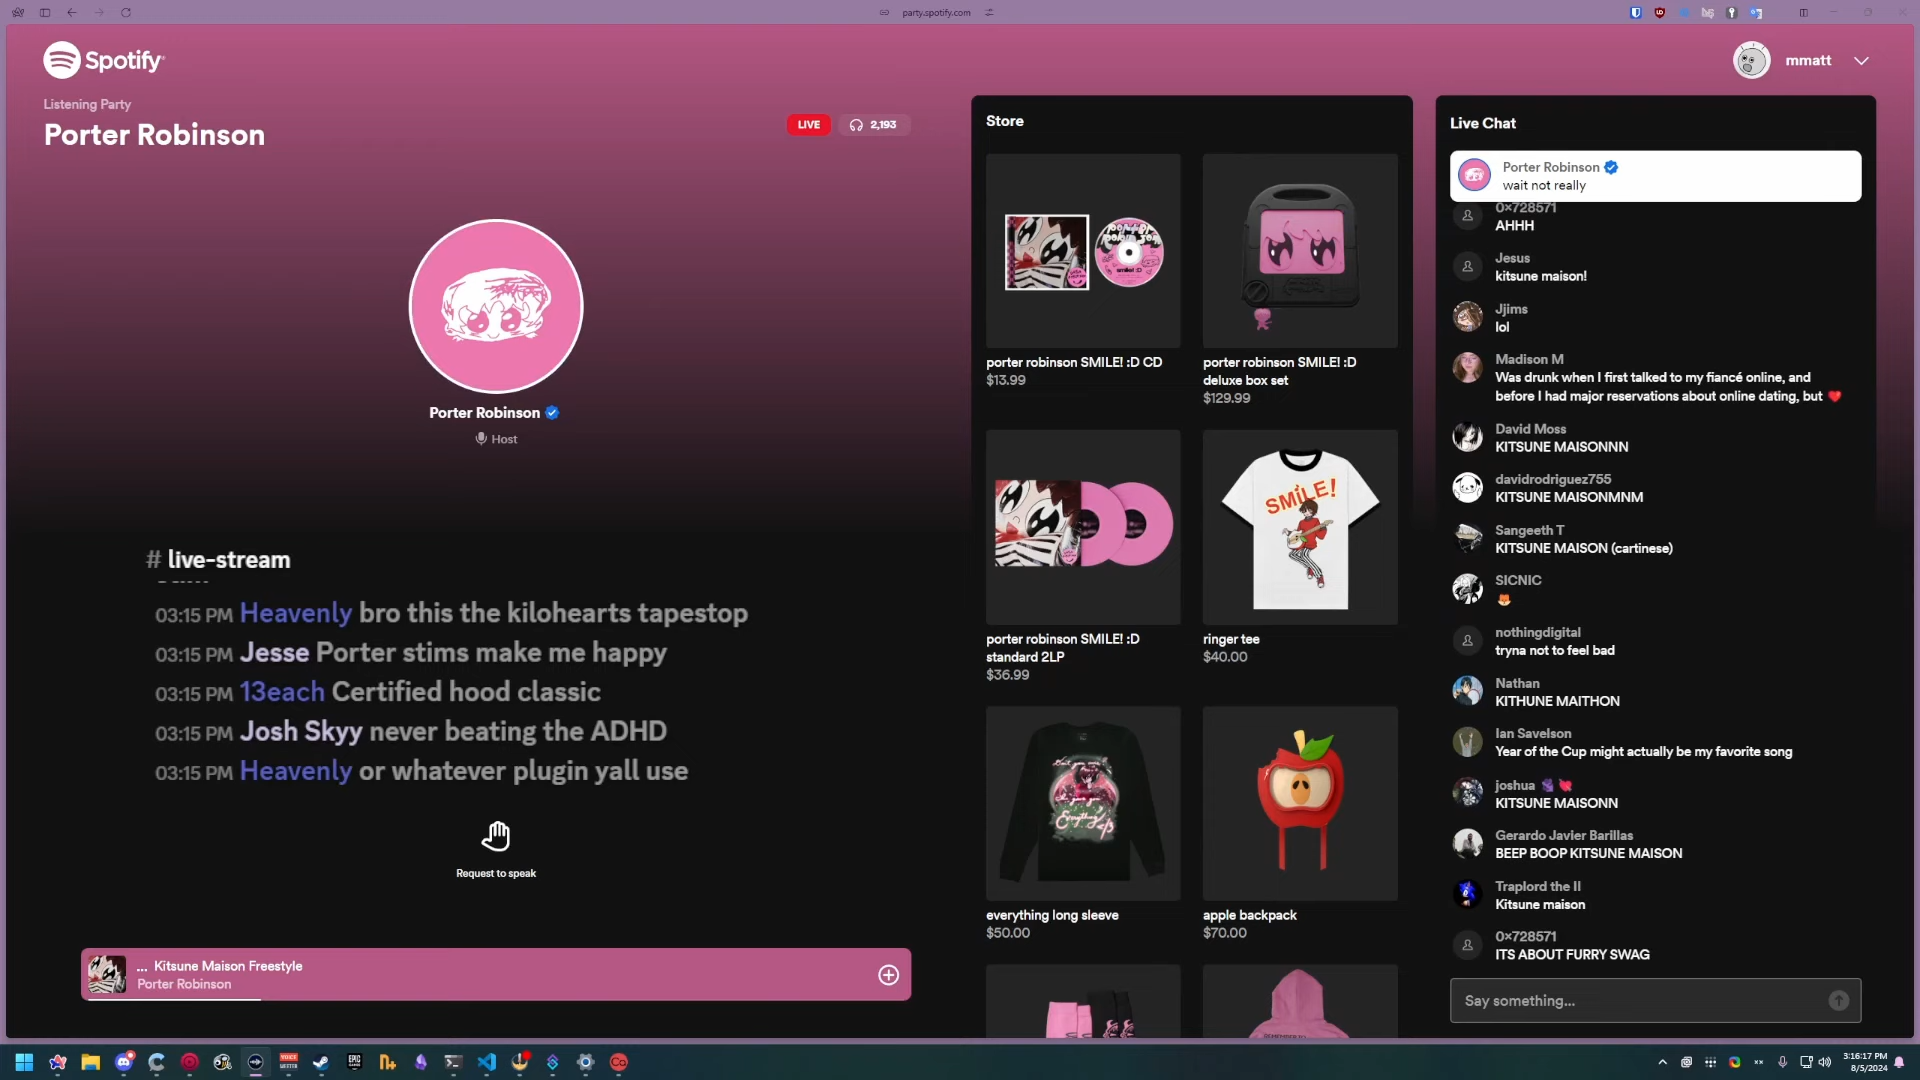 party.spotify.com
Spotify
mmatt
Listening Party
Porter Robinson
LIVE
2,193
Porter Robinson
Host
# live-stream
03:15 PM Heavenly bro this the kilohearts tapestop
03:15 PM Jesse Porter stims make me happy
03:15 PM 13each Certified hood classic
03:15 PM Josh Skyy never beating the ADHD
03:15 PM Heavenly or whatever plugin yall use
Request to speak
... Kitsune Maison Freestyle
Porter Robinson
Store
porter robinson SMILE! :D CD
$13.99
porter robinson SMILE! :D
deluxe box set
$129.99
porter robinson SMILE! :D
standard 2LP
$36.99
SMiLE!
ringer tee
$40.00
everything long sleeve
$50.00
apple backpack
$70.00
Live Chat
Porter Robinson
wait not really
0×728571
AHHH
Jesus
kitsune maison!
Jjims
lol
Madison M
Was drunk when I first talked to my fiancé online, and
before I had major reservations about online dating, but ❤️
David Moss
KITSUNE MAISONNN
davidrodriguez755
KITSUNE MAISONMNM
Sangeeth T
KITSUNE MAISON (cartinese)
SICNIC
🦊
nothingdigital
tryna not to feel bad
Nathan
KITHUNE MAITHON
Ian Savelson
Year of the Cup might actually be my favorite song
joshua
KITSUNE MAISONN
Gerardo Javier Barillas
BEEP BOOP KITSUNE MAISON
Traplord the II
Kitsune maison
0×728571
ITS ABOUT FURRY SWAG
Say something...
3:16:17 PM
8/5/2024